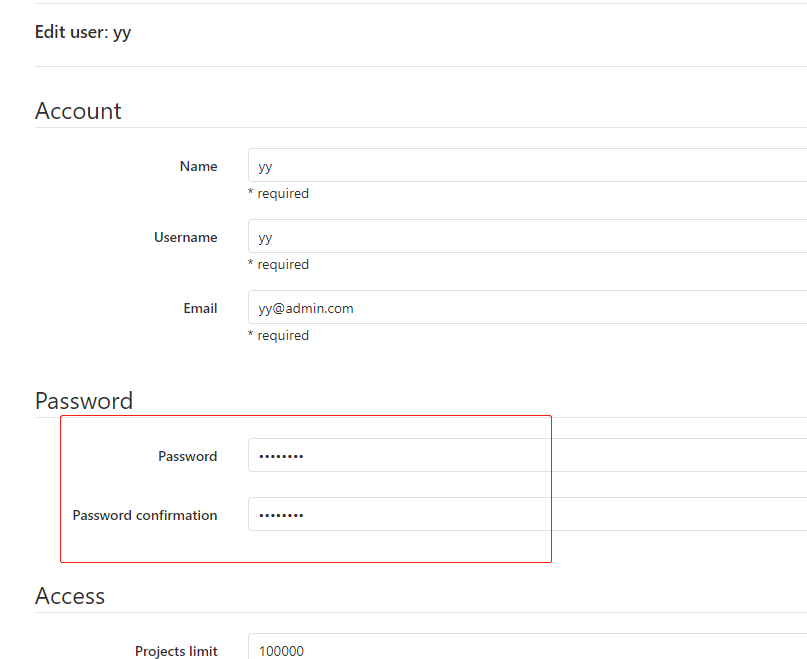 Edit user: yy
Account
Name yy
* required
Username yy
* required
Email yy@admin.com
* required
Password
Password ••••••••
Password confirmation ••••••••
Access
Projects limit 100000